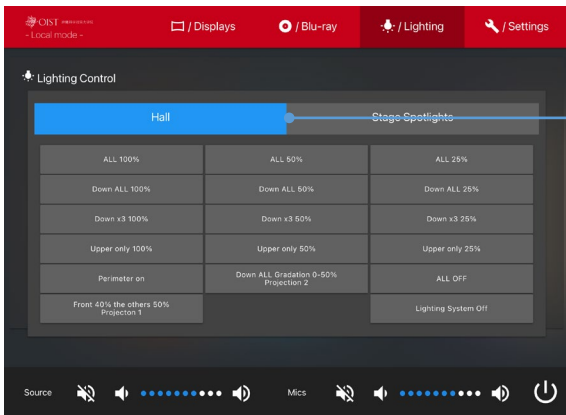 OIST
- Local mode -
/ Displays
/ Blu-ray
/ Lighting
/ Settings
Lighting Control
Hall
Stage Spotlights
ALL 100%
ALL 50%
ALL 25%
Down ALL 100%
Down ALL 50%
Down ALL 25%
Down x3 100%
Down x3 50%
Down x3 25%
Upper only 100%
Upper only 50%
Upper only 25%
Perimeter on
Down ALL Gradation 0-50%
Projection 2
ALL OFF
Front 40% the others 50%
Projecton 1
Lighting System Off
Source
Mics